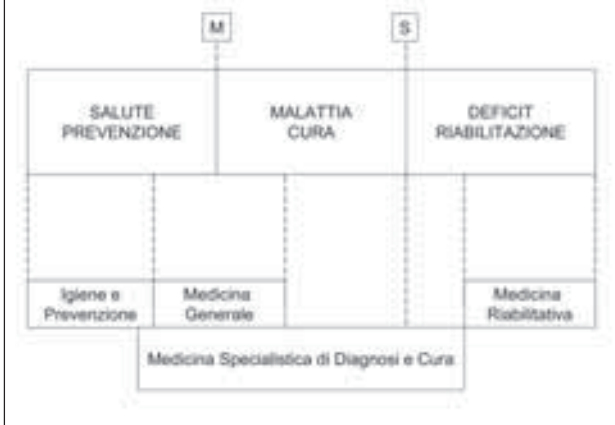 M
S
SALUTE
PREVENZIONE
MALATTIA
CURA
DEFICIT
RIABILITAZIONE
Igiene e
Prevenzione
Medicina
Generale
Medicina
Riabilitativa
Medicina Specialistica di Diagnosi e Cura